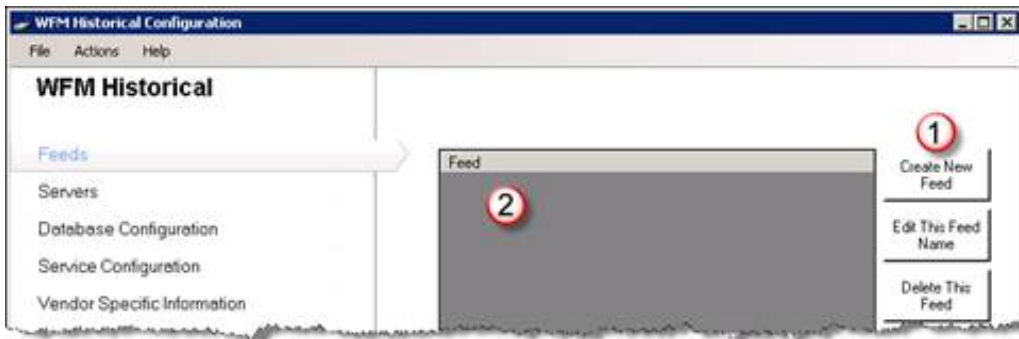 WFM Historical Configuration
File Actions Help
WFM Historical
Feeds
Servers
Database Configuration
Service Configuration
Vendor Specific Information
Feed
2
1
Create New
Feed
Edit This Feed
Name
Delete This
Feed